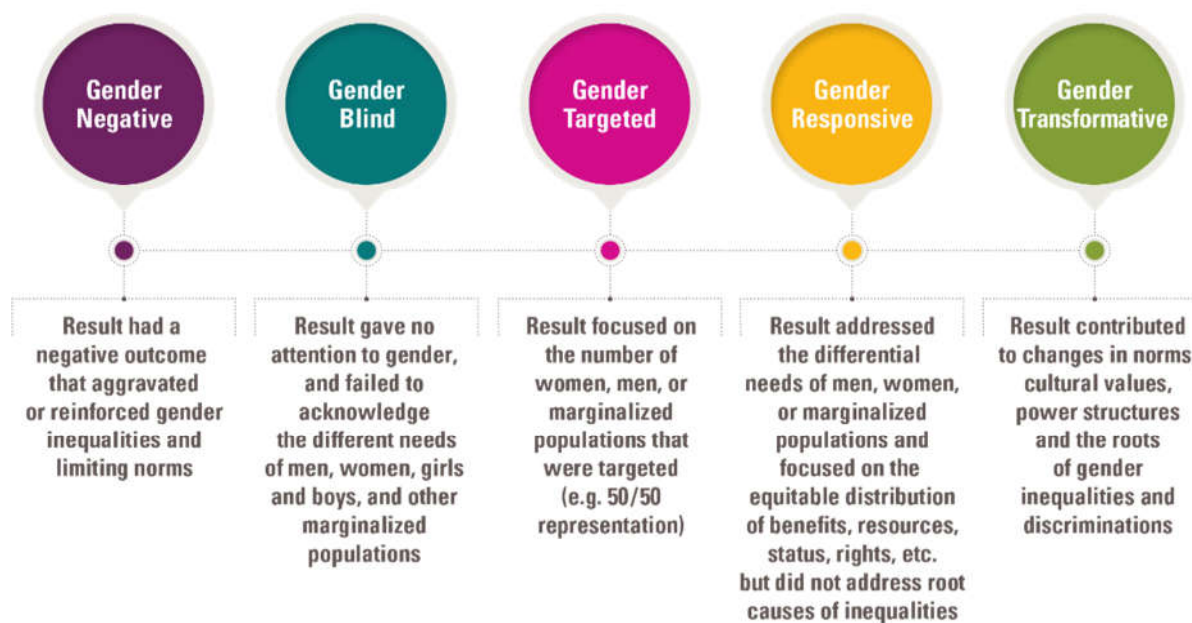 Gender
Negative
Gender
Blind
Gender
Targeted
Gender
Responsive
Gender
Transformative
Result had a
negative outcome
that aggravated
or reinforced gender
inequalities and
limiting norms
Result gave no
attention to gender,
and failed to
acknowledge
the different needs
of men, women, girls
and boys, and other
marginalized
populations
Result focused on
the number of
women, men, or
marginalized
populations that
were targeted
(e.g. 50/50
representation)
Result addressed
the differential
needs of men, women,
or marginalized
populations and
focused on the
equitable distribution
of benefits, resources,
status, rights, etc.
but did not address root
causes of inequalities
Result contributed
to changes in norms
cultural values,
power structures
and the roots
of gender
inequalities and
discriminations